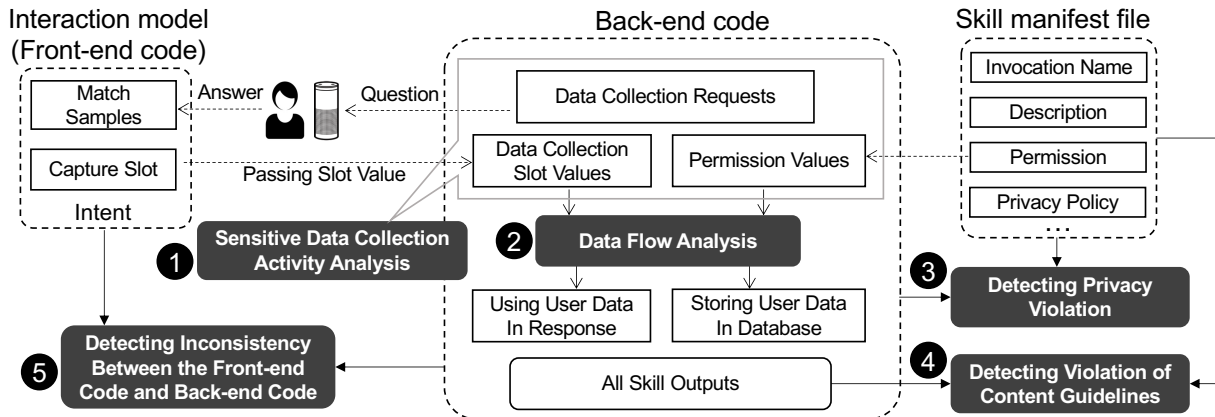 Interaction model
(Front-end code)
Match
Samples
Capture Slot
Intent
Answer
Question
Passing Slot Value
Back-end code
Data Collection Requests
Data Collection
Slot Values
Permission Values
Skill manifest file
Invocation Name
Description
Permission
Privacy Policy
...
1
Sensitive Data Collection
Activity Analysis
2
Data Flow Analysis
Using User Data
In Response
Storing User Data
In Database
All Skill Outputs
3
Detecting Privacy
Violation
4
Detecting Violation of
Content Guidelines
5
Detecting Inconsistency
Between the Front-end
Code and Back-end Code